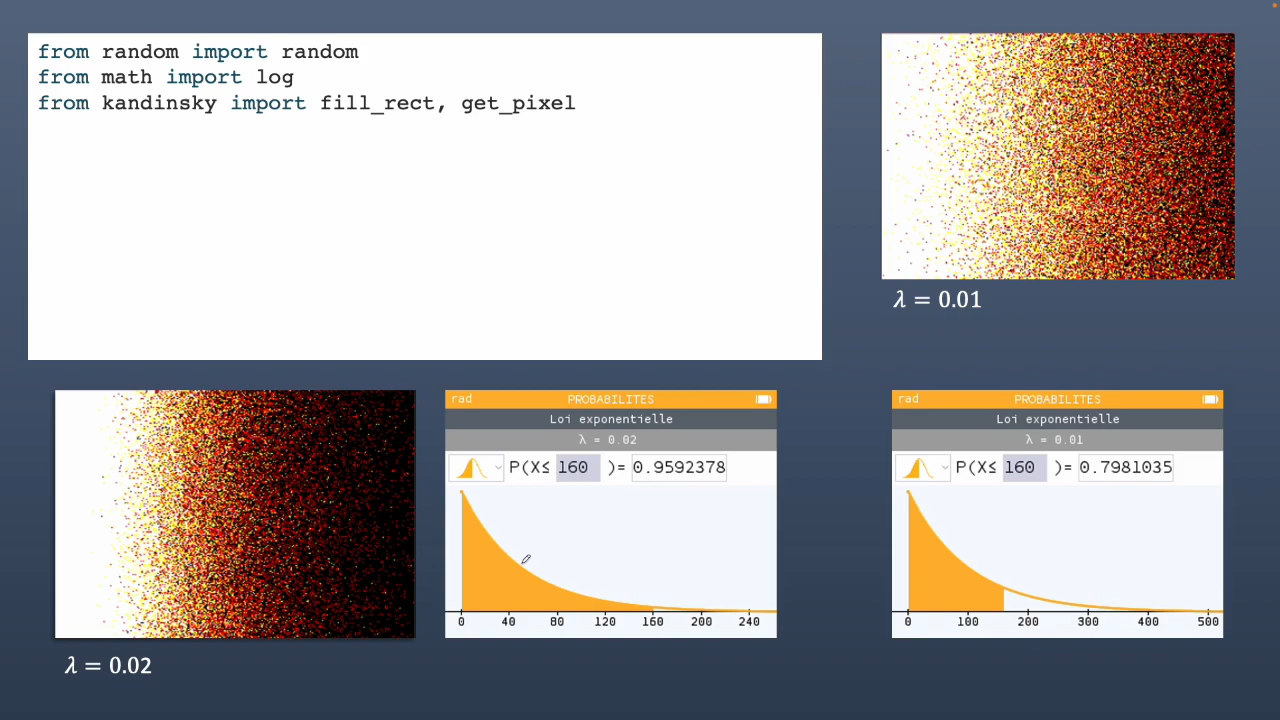 from random import random
from math import log
from kandinsky import fill_rect, get_pixel
λ = 0.01
rad PROBABILITES
Loi exponentielle
λ = 0.02
P(X≤ 160 )= 0.9592378
0 40 80 120 160 200 240
rad PROBABILITES
Loi exponentielle
λ = 0.01
P(X≤ 160 )= 0.7981035
0 100 200 300 400 500
λ = 0.02